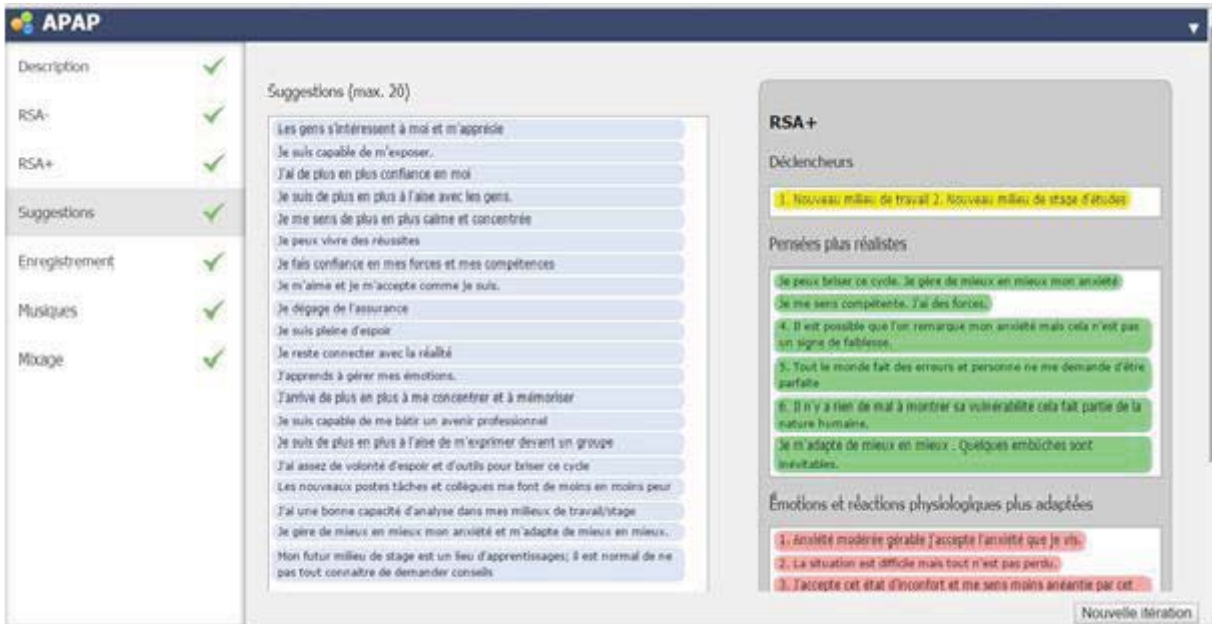 APAP
Description
RSA-
RSA+
Suggestions
Enregistrement
Musiques
Mixage
Suggestions (max. 20)
Les gens s'intéressent à moi et m'apprécie
Je suis capable de m'exposer.
J'ai de plus en plus confiance en moi
Je suis de plus en plus à l'aise avec les gens.
Je me sens de plus en plus calme et concentrée
Je peux vivre des réussites
Je fais confiance en mes forces et mes compétences
Je m'aime et je m'accepte comme je suis.
Je dégage de l'assurance
Je suis pleine d'espoir
Je reste connecter avec la réalité
J'apprends à gérer mes émotions.
J'arrive de plus en plus à me concentrer et à mémoriser
Je suis capable de me bâtir un avenir professionnel
Je suis de plus en plus à l'aise de m'exprimer devant un groupe
J'ai assez de volonté d'espoir et d'outils pour briser ce cycle
Les nouveaux postes tâches et collègues me font de moins en moins peur
J'ai une bonne capacité d'analyse dans mes milieux de travail/stage
Je gère de mieux en mieux mon anxiété et m'adapte de mieux en mieux.
Mon futur milieu de stage est un lieu d'apprentissages; il est normal de ne
pas tout connaître de demander conseils
RSA+
Déclencheurs
1. Nouveau milieu de travail 2. Nouveau milieu de stage d'études
Pensées plus réalistes
Je peux briser ce cycle. Je gère de mieux en mieux mon anxiété
Je me sens compétente. J'ai des forces.
4. Il est possible que l'on remarque mon anxiété mais cela n'est pas
un signe de faiblesse.
5. Tout le monde fait des erreurs et personne ne me demande d'être
parfaite
6. Il n'y a rien de mal à montrer sa vulnérabilité cela fait partie de la
nature humaine.
Je m'adapte de mieux en mieux . Quelques embûches sont
inévitables.
Émotions et réactions physiologiques plus adaptées
1. Anxiété modérée gérable j'accepte l'anxiété que je vis.
2. La situation est difficile mais tout n'est pas perdu.
3. J'accepte cet état d'inconfort et me sens moins anéantie par cet
Nouvelle itération